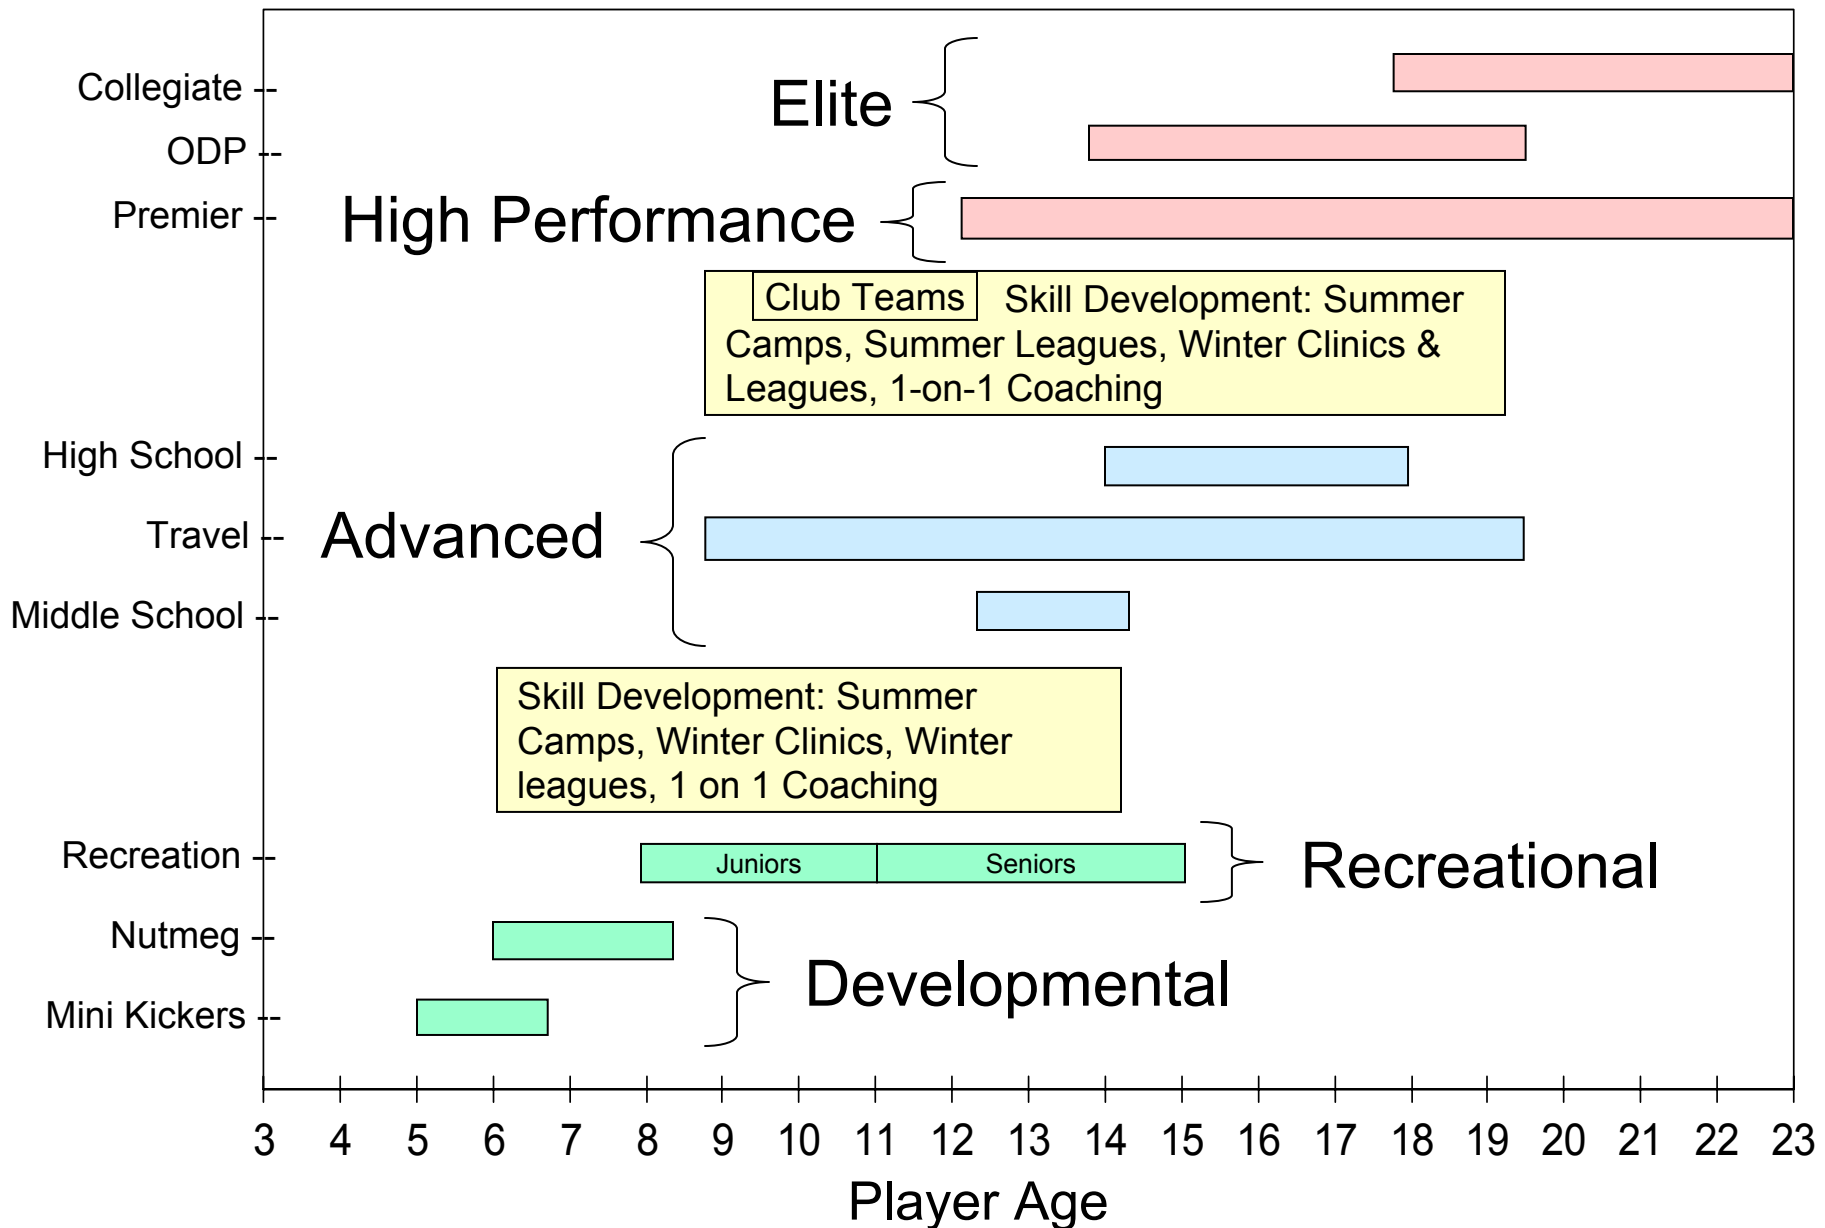 Collegiate --
Elite
ODP --
Premier --
High Performance
Club Teams Skill Development: Summer
Camps, Summer Leagues, Winter Clinics &
Leagues, 1-on-1 Coaching
High School --
Travel --
Advanced
Middle School --
Skill Development: Summer
Camps, Winter Clinics, Winter
leagues, 1 on 1 Coaching
Recreation --
Juniors Seniors
Recreational
Nutmeg --
Developmental
Mini Kickers --
3 4 5 6 7 8 9 10 11 12 13 14 15 16 17 18 19 20 21 22 23
Player Age